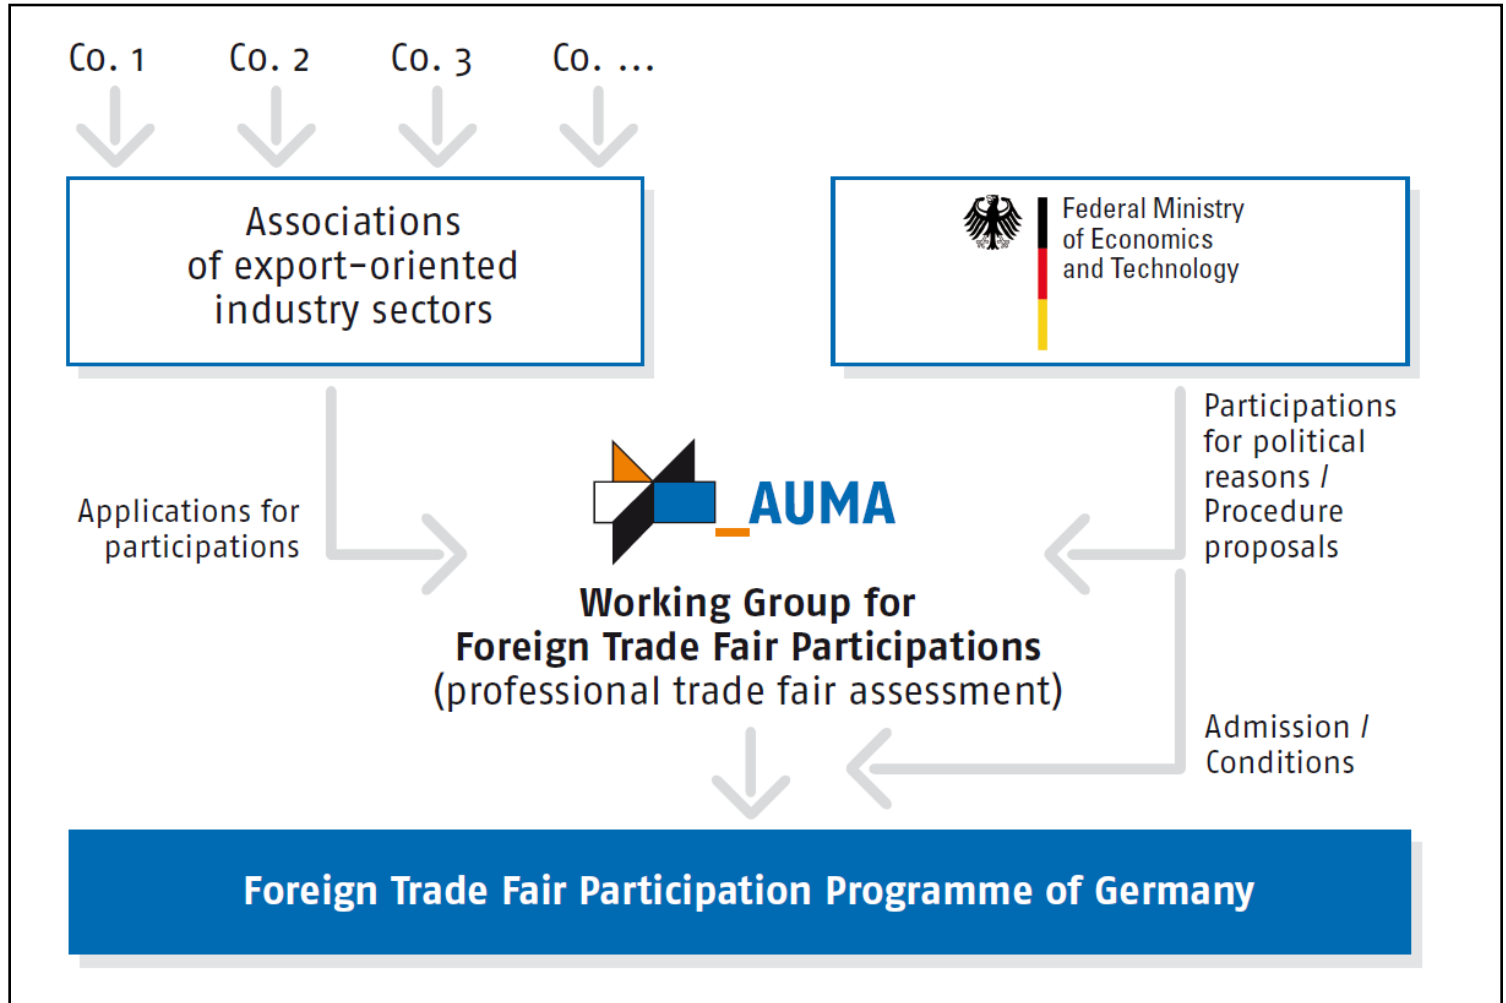 Co. 1
Co. 2
Co. 3
Co. ...
Associations
of export-oriented
industry sectors
Federal Ministry
of Economics
and Technology
Applications for
participations
Participations
for political
reasons /
Procedure
proposals
_AUMA
Working Group for
Foreign Trade Fair Participations
(professional trade fair assessment)
Admission /
Conditions
Foreign Trade Fair Participation Programme of Germany